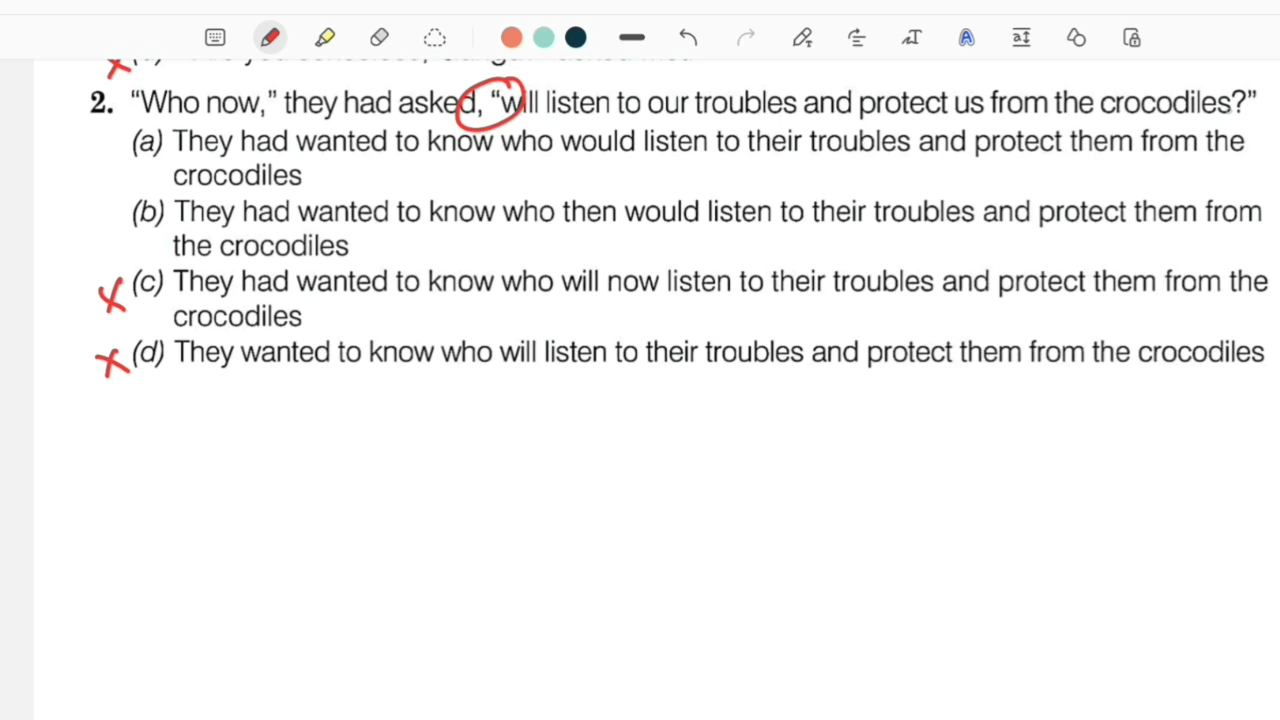 2. “Who now,” they had asked, “will listen to our troubles and protect us from the crocodiles?”
(a) They had wanted to know who would listen to their troubles and protect them from the
crocodiles
(b) They had wanted to know who then would listen to their troubles and protect them from
the crocodiles
(c) They had wanted to know who will now listen to their troubles and protect them from the
crocodiles
(d) They wanted to know who will listen to their troubles and protect them from the crocodiles